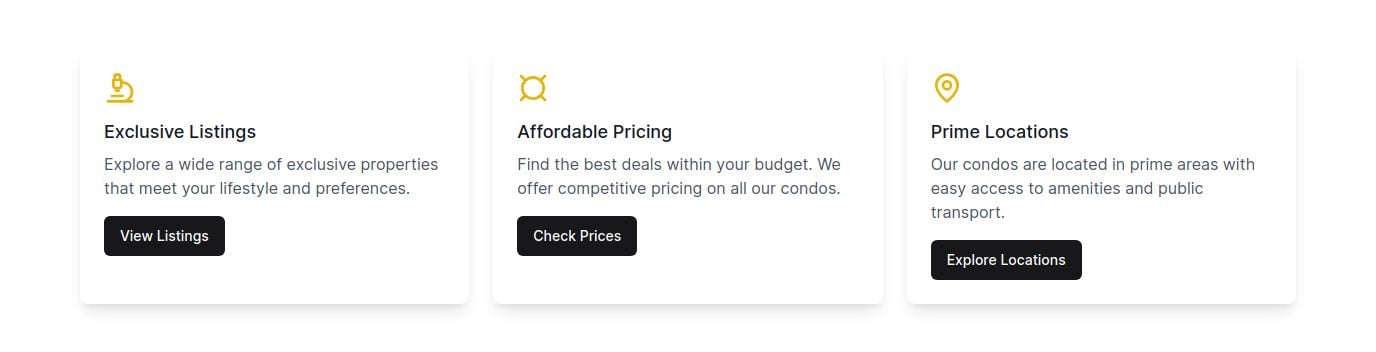 Exclusive Listings
Explore a wide range of exclusive properties
that meet your lifestyle and preferences.
View Listings
Affordable Pricing
Find the best deals within your budget. We
offer competitive pricing on all our condos.
Check Prices
Prime Locations
Our condos are located in prime areas with
easy access to amenities and public
transport.
Explore Locations